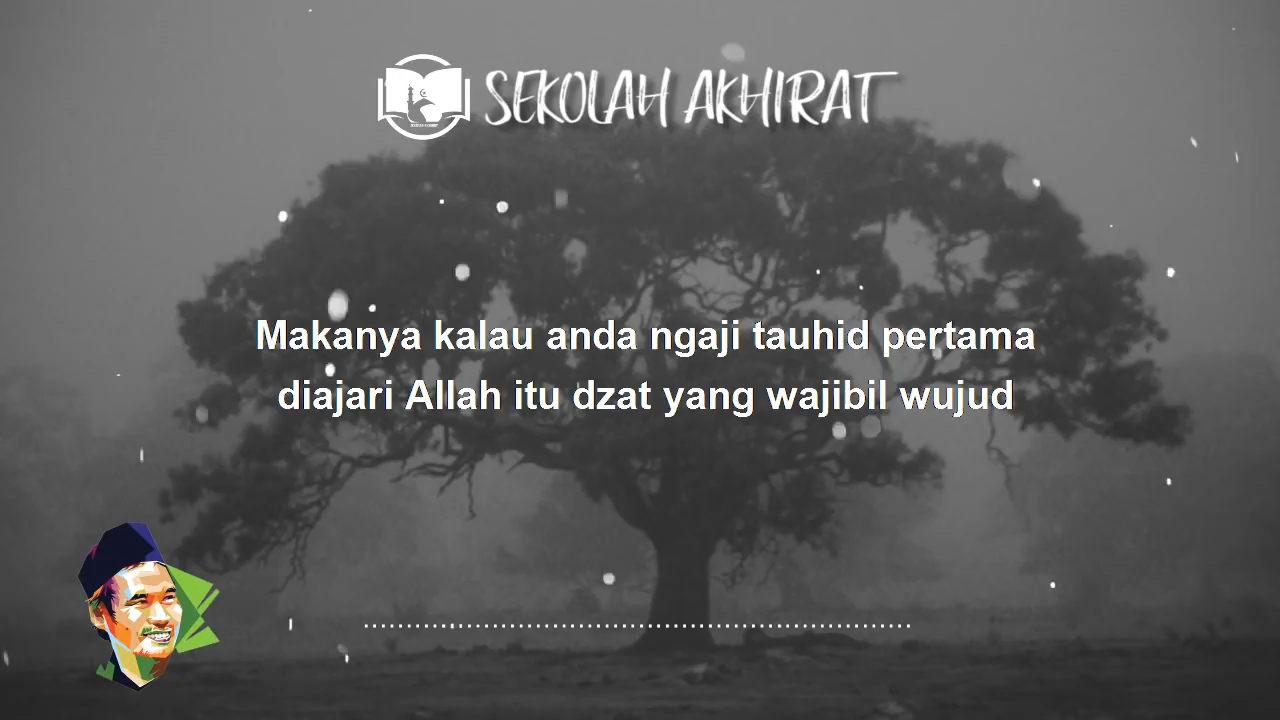 SEKOLAH AKHIRAT
Makanya kalau anda ngaji tauhid pertama
diajari Allah itu dzat yang wajibil wujud